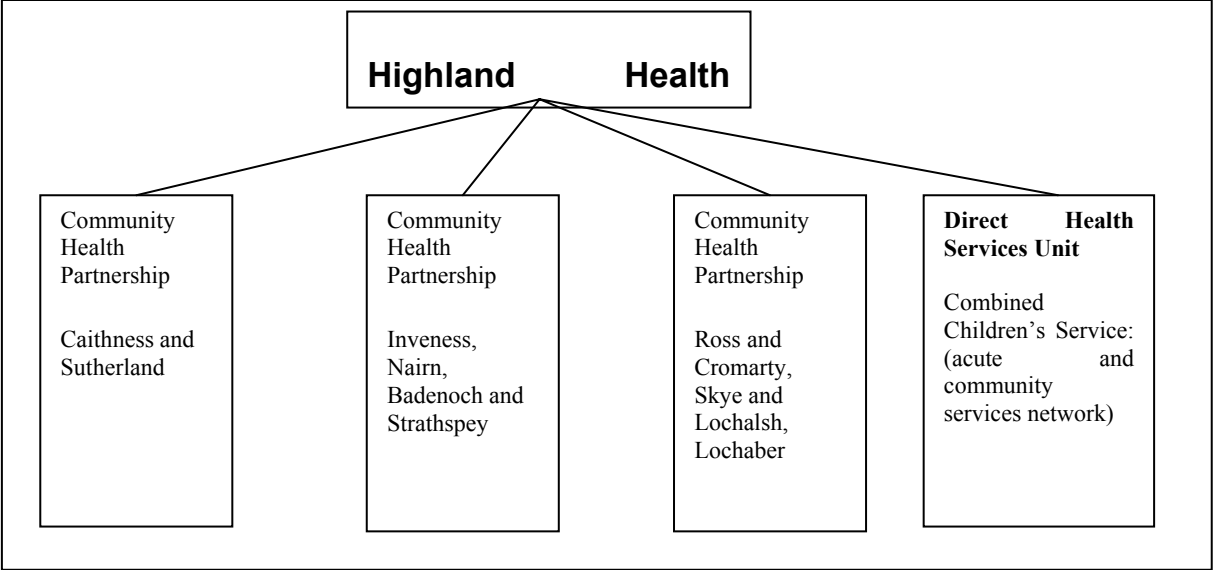 Highland Health
Community
Health
Partnership
Caithness and
Sutherland
Community
Health
Partnership
Inveness,
Nairn,
Badenoch and
Strathspey
Community
Health
Partnership
Ross and
Cromarty,
Skye and
Lochalsh,
Lochaber
Direct Health
Services Unit
Combined
Children’s Service:
(acute and
community
services network)